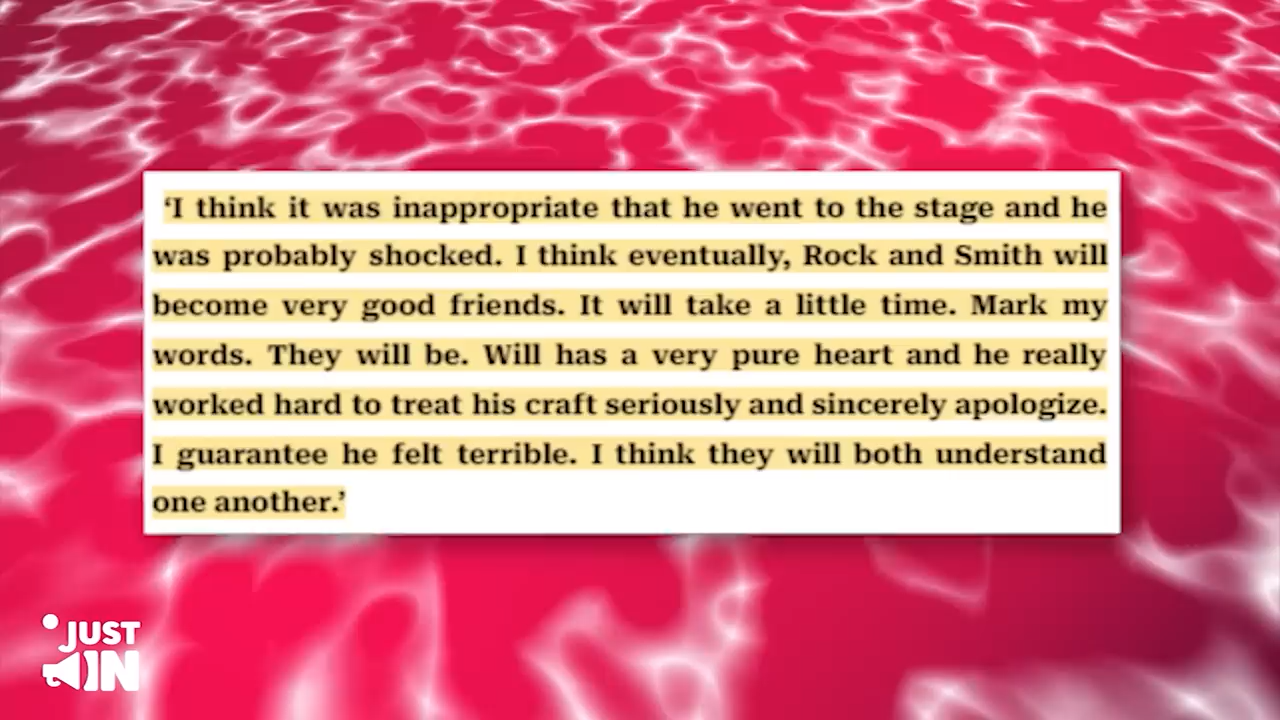 ‘I think it was inappropriate that he went to the stage and he
was probably shocked. I think eventually, Rock and Smith will
become very good friends. It will take a little time. Mark my
words. They will be. Will has a very pure heart and he really
worked hard to treat his craft seriously and sincerely apologize.
I guarantee he felt terrible. I think they will both understand
one another.’
JUST
IN